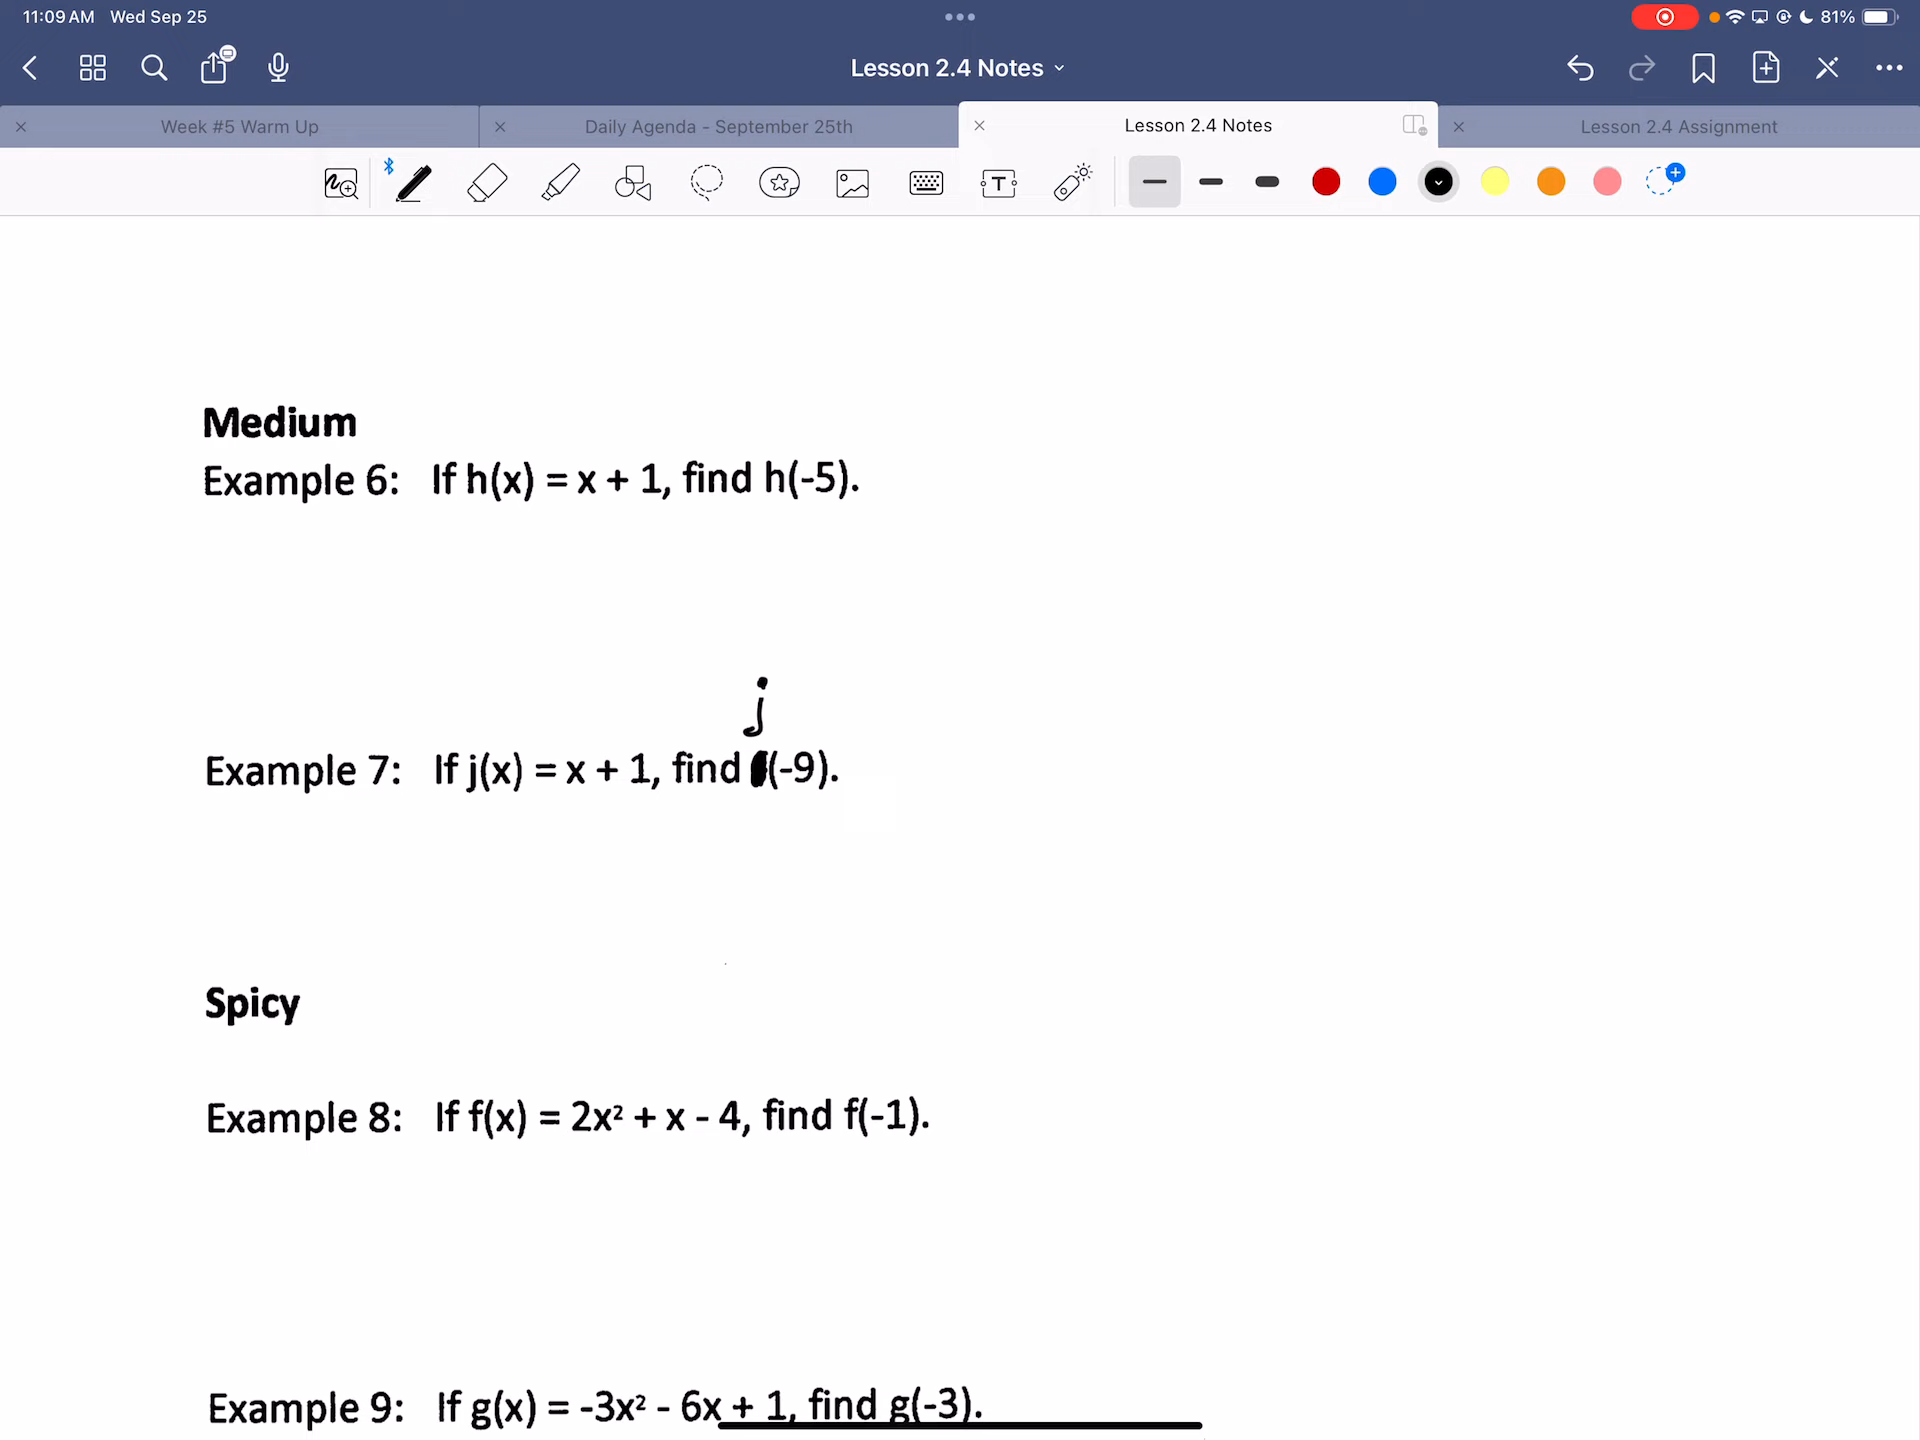 11:09 AM Wed Sep 25
81%
Lesson 2.4 Notes
Week #5 Warm Up
Daily Agenda - September 25th
Lesson 2.4 Notes
Lesson 2.4 Assignment
T
Medium
Example 6: If h(x) = x + 1, find h(-5).
j
Example 7: If j(x) = x + 1, find (-9).
Spicy
Example 8: If f(x) = 2x² + x - 4, find f(-1).
Example 9: If g(x) = -3x² - 6x + 1, find g(-3).